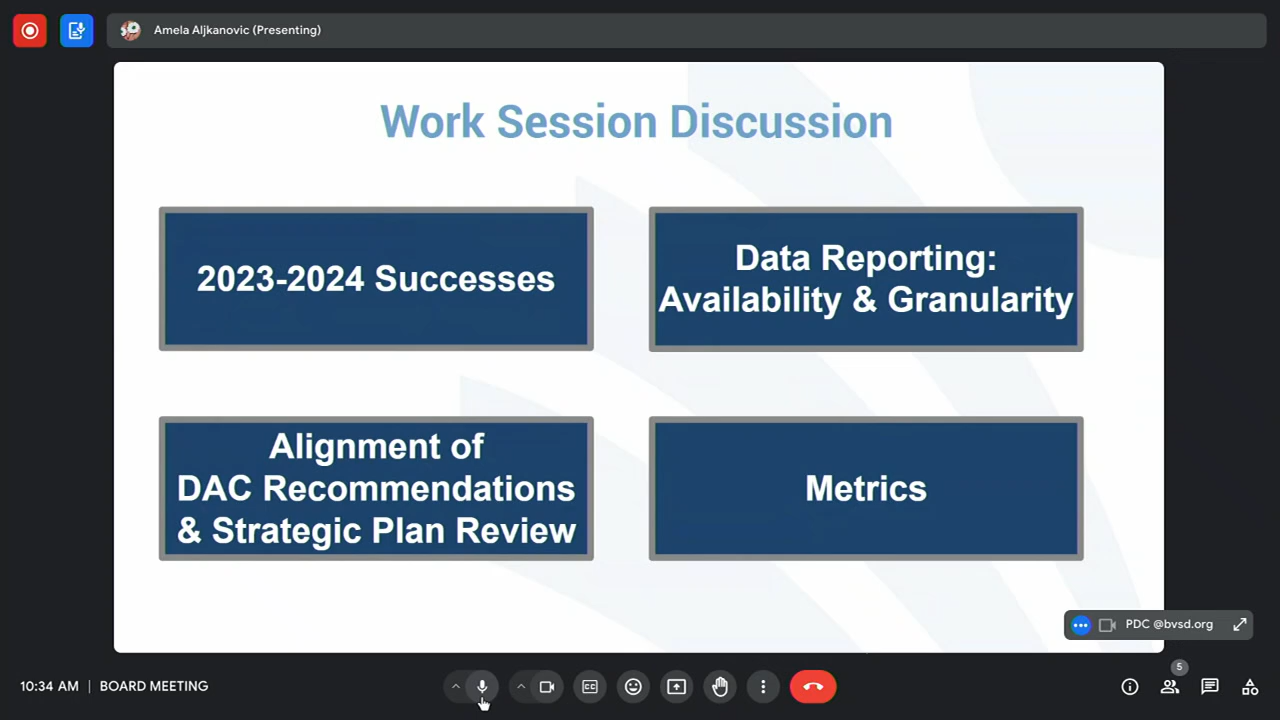 Amela Aljkanovic (Presenting)
Work Session Discussion
2023-2024 Successes
Data Reporting:
Availability & Granularity
Alignment of
DAC Recommendations
& Strategic Plan Review
Metrics
PDC @bvsd.org
10:34 AM | BOARD MEETING
CC
5